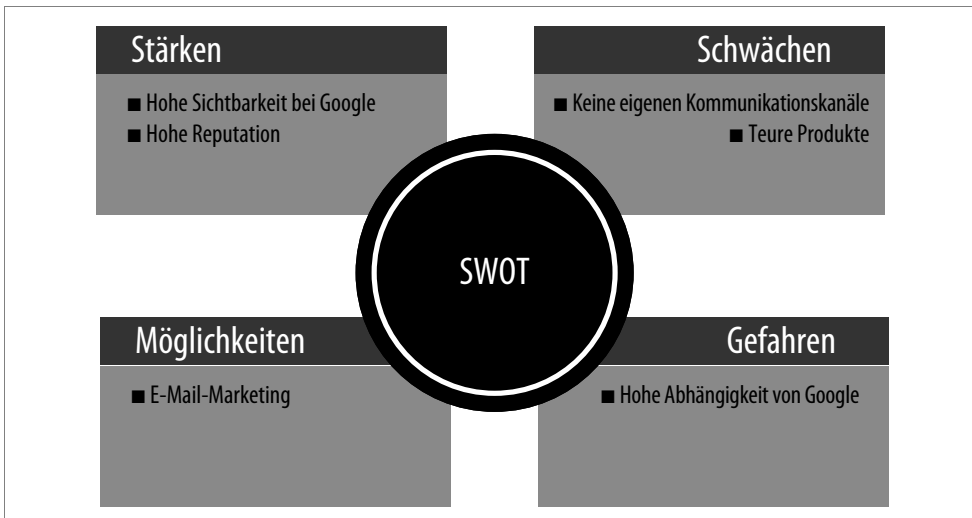 Stärken
■ Hohe Sichtbarkeit bei Google
■ Hohe Reputation
Schwächen
■ Keine eigenen Kommunikationskanäle
■ Teure Produkte
SWOT
Möglichkeiten
■ E-Mail-Marketing
Gefahren
■ Hohe Abhängigkeit von Google